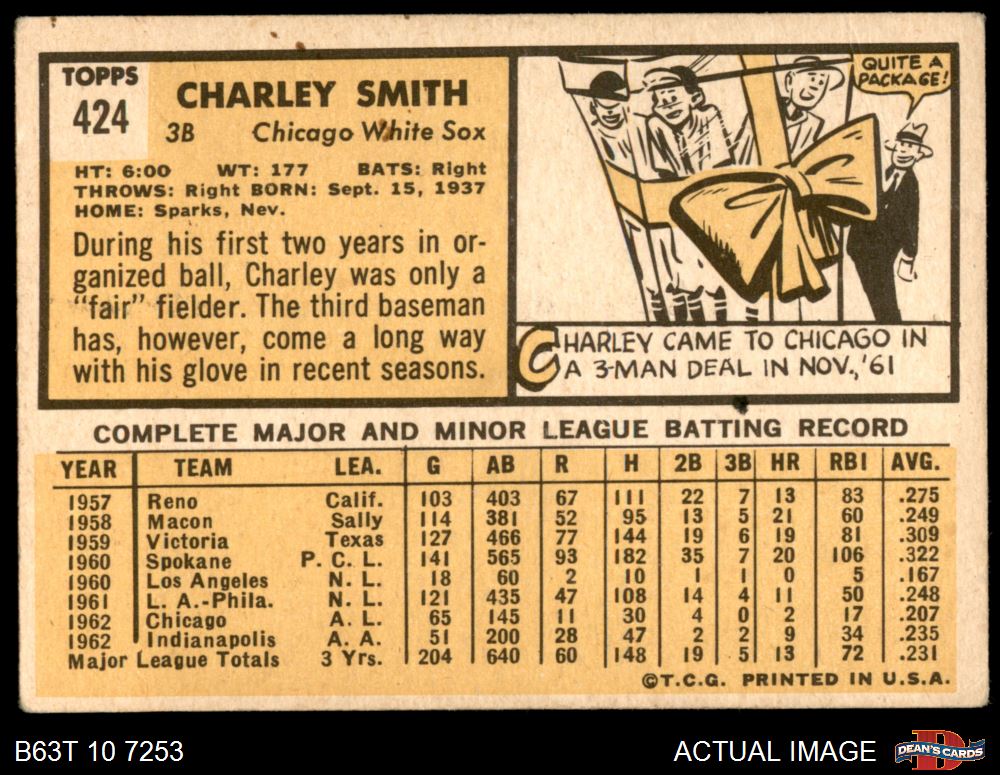 TOPPS
424
CHARLEY SMITH
3B Chicago White Sox
HT: 6:00 WT: 177 BATS: Right
THROWS: Right BORN: Sept. 15, 1937
HOME: Sparks, Nev.
During his first two years in or-
ganized ball, Charley was only a
"fair" fielder. The third baseman
has, however, come a long way
with his glove in recent seasons.
QUITE A
PACKAGE!
CHARLEY CAME TO CHICAGO IN
A 3-MAN DEAL IN NOV., '61
COMPLETE MAJOR AND MINOR LEAGUE BATTING RECORD
YEAR TEAM LEA. G AB R H 2B 3B HR RBI AVG.
1957 Reno Calif. 103 403 67 111 22 7 13 83 .275
1958 Macon Sally 114 381 52 95 13 5 21 60 .249
1959 Victoria Texas 127 466 77 144 19 6 19 81 .309
1960 Spokane P. C. L. 141 565 93 182 35 7 20 106 .322
1960 Los Angeles N. L. 18 60 2 10 1 1 0 5 .167
1961 L. A.-Phila. N. L. 121 435 47 108 14 4 11 50 .248
1962 Chicago A. L. 65 145 11 30 4 0 2 17 .207
1962 Indianapolis A. A. 51 200 28 47 2 2 9 34 .235
Major League Totals 3 Yrs. 204 640 60 148 19 5 13 72 .231
©T.C.G. PRINTED IN U.S.A.
B63T 10 7253
ACTUAL IMAGE
D
DEAN'S CARDS